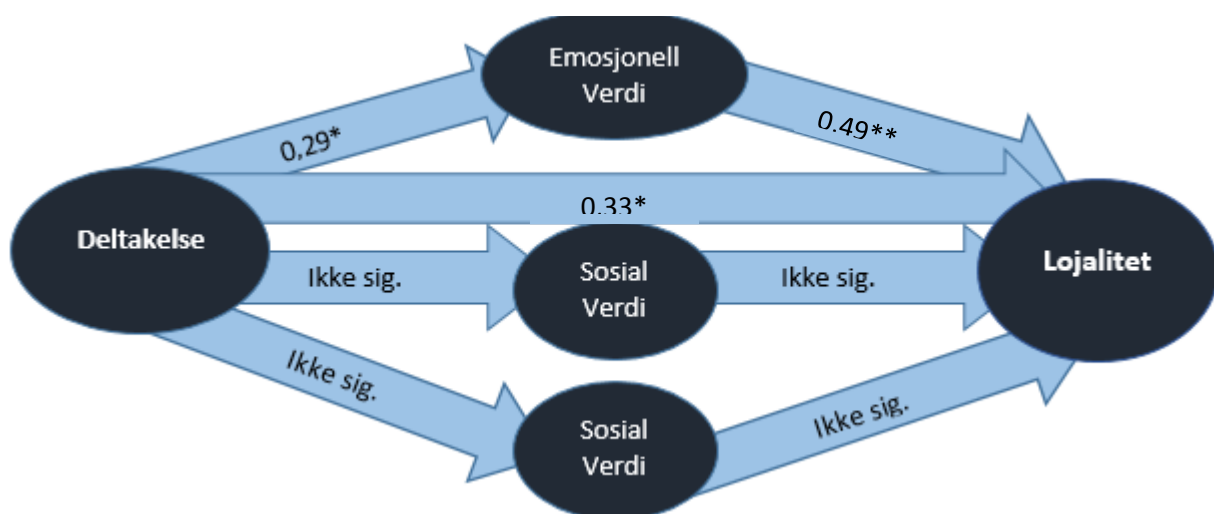 Emosjonell
Verdi
0,29*
0.49**
0.33*
Deltakelse
Lojalitet
Ikke sig.
Sosial
Verdi
Ikke sig.
Ikke sig.
Sosial
Verdi
Ikke sig.